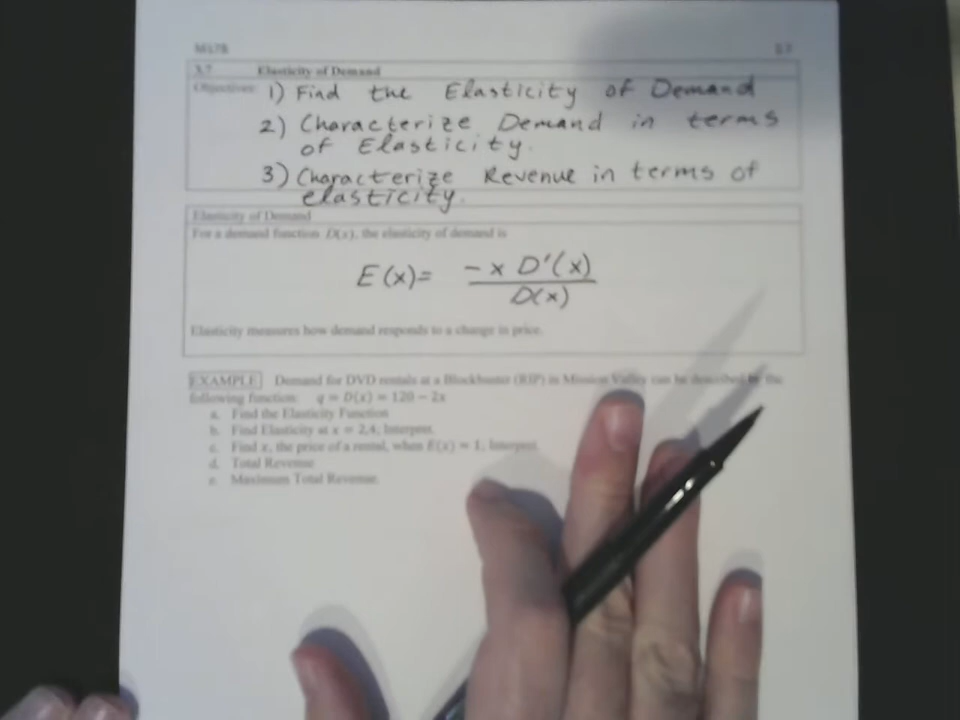 3.7 Elasticity of Demand
Objectives: 1) Find the Elasticity of Demand
2) Characterize Demand in terms
of Elasticity.
3) Characterize Revenue in terms of
elasticity.
Elasticity of Demand
For a demand function D(x), the elasticity of demand is
E(x)= -x D'(x)
D(x)
Elasticity measures how demand responds to a change in price.
EXAMPLE Demand for DVD rentals at a Blockbuster (RIP) in Mission Valley can be described by the
following function: q = D(x) = 120 − 2x
a. Find the Elasticity Function
b. Find Elasticity at x = 2,4. Interpret.
c. Find x, the price of a rental, when E(x) = 1. Interpret.
d. Total Revenue
e. Maximum Total Revenue.